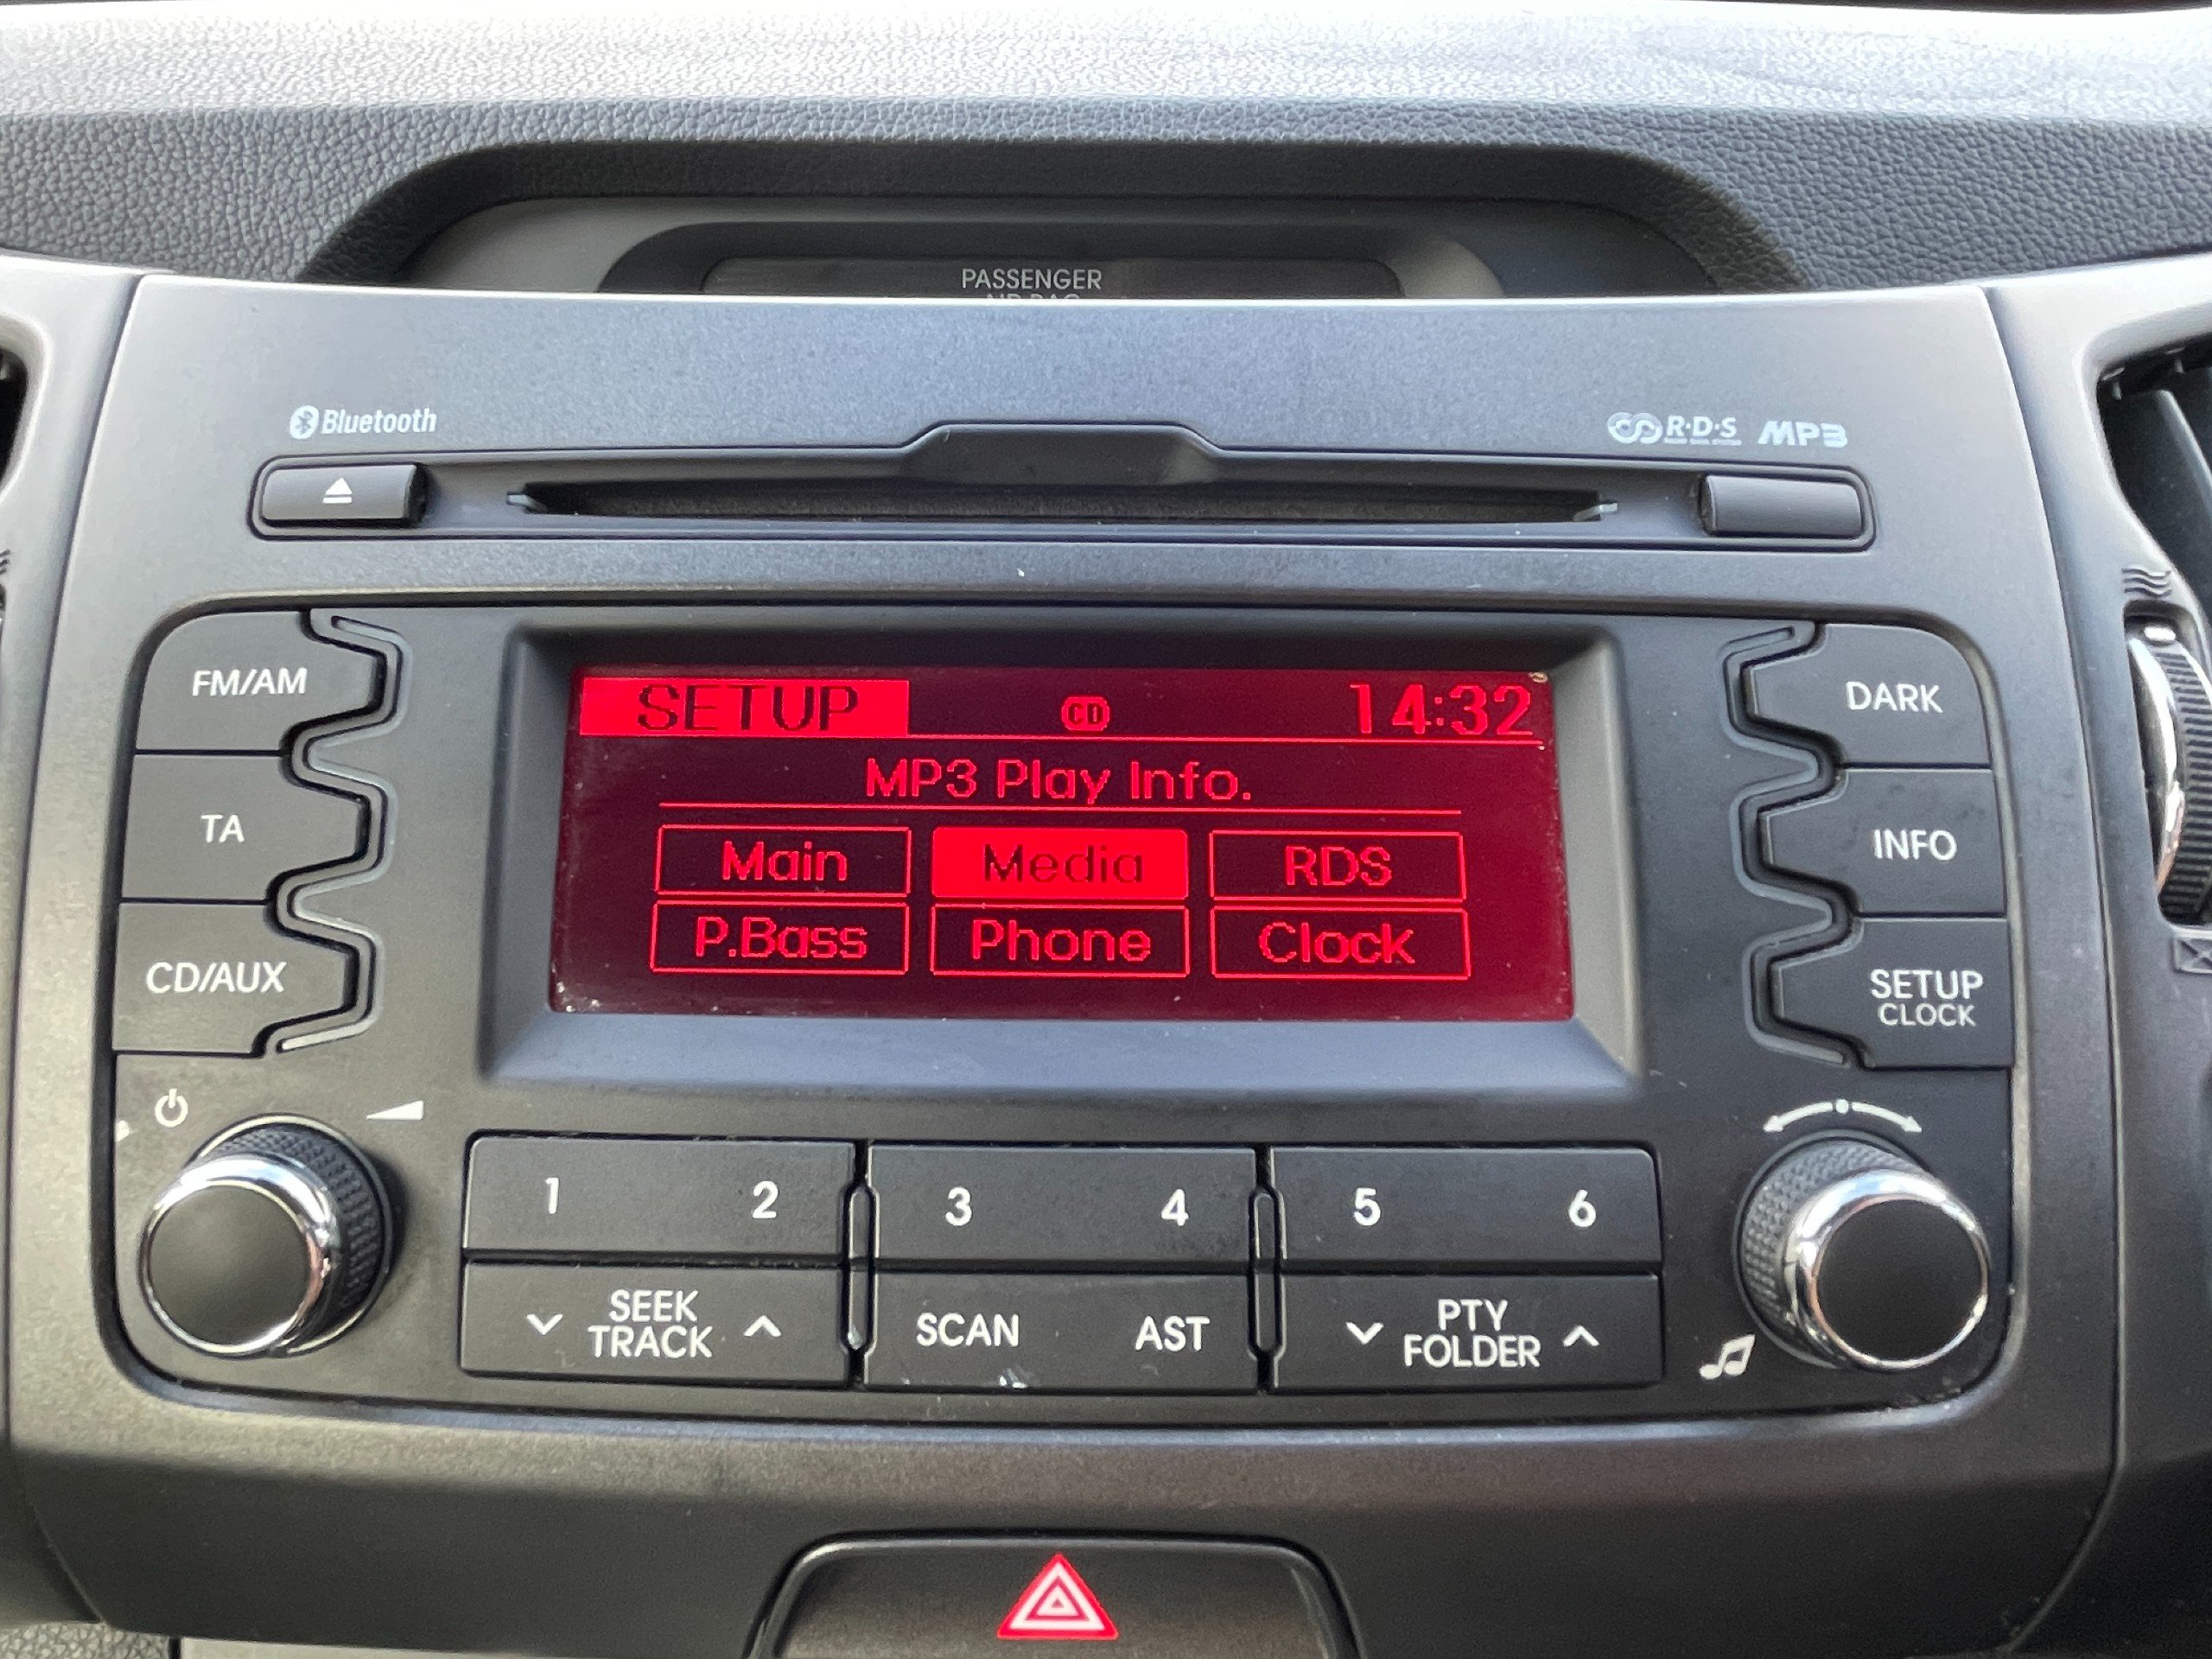 PASSENGER
Bluetooth
R·D·S MP3
FM/AM
TA
CD/AUX
SETUP CD 14:32
MP3 Play Info.
Main Media RDS
P.Bass Phone Clock
DARK
INFO
SETUP
CLOCK
1 2 3 4 5 6
SEEK
TRACK
SCAN AST
PTY
FOLDER